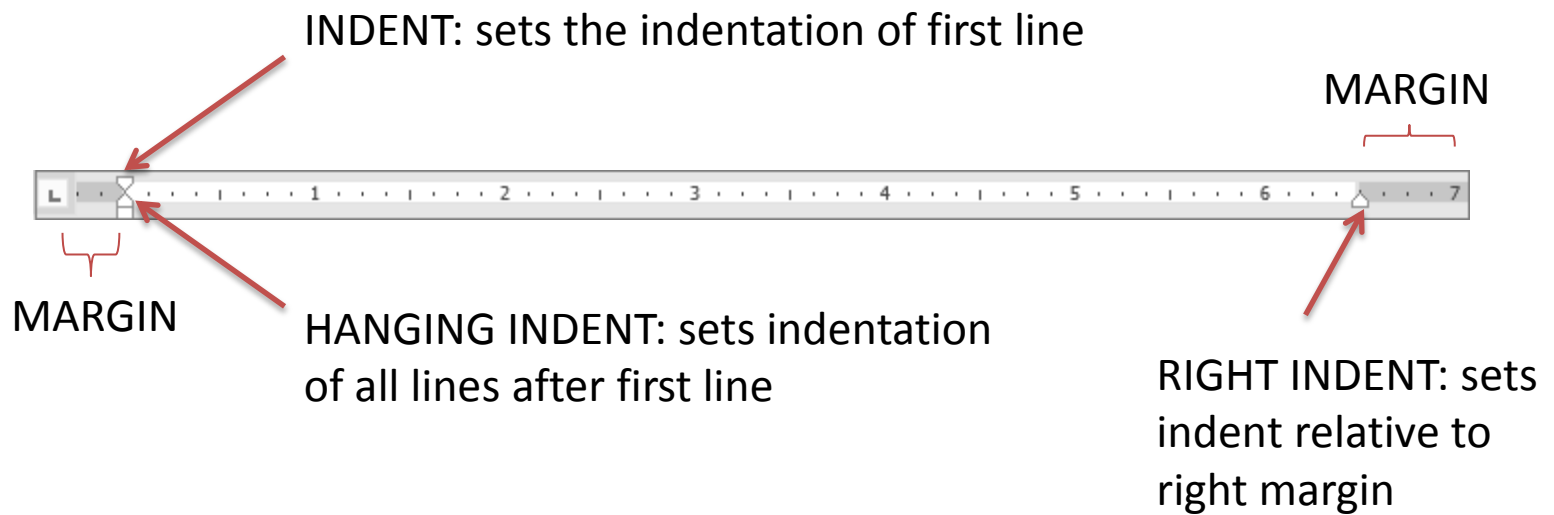 INDENT: sets the indentation of first line
MARGIN
L 1 2 3 4 5 6 7
MARGIN
HANGING INDENT: sets indentation
of all lines after first line
RIGHT INDENT: sets
indent relative to
right margin